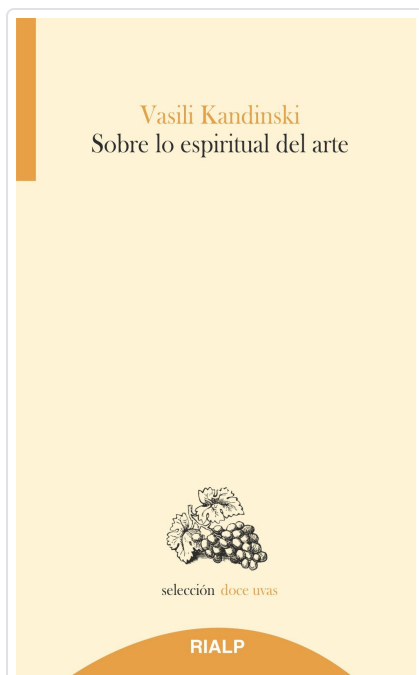 Vasili Kandinski
Sobre lo espiritual del arte
selección doce uvas
RIALP